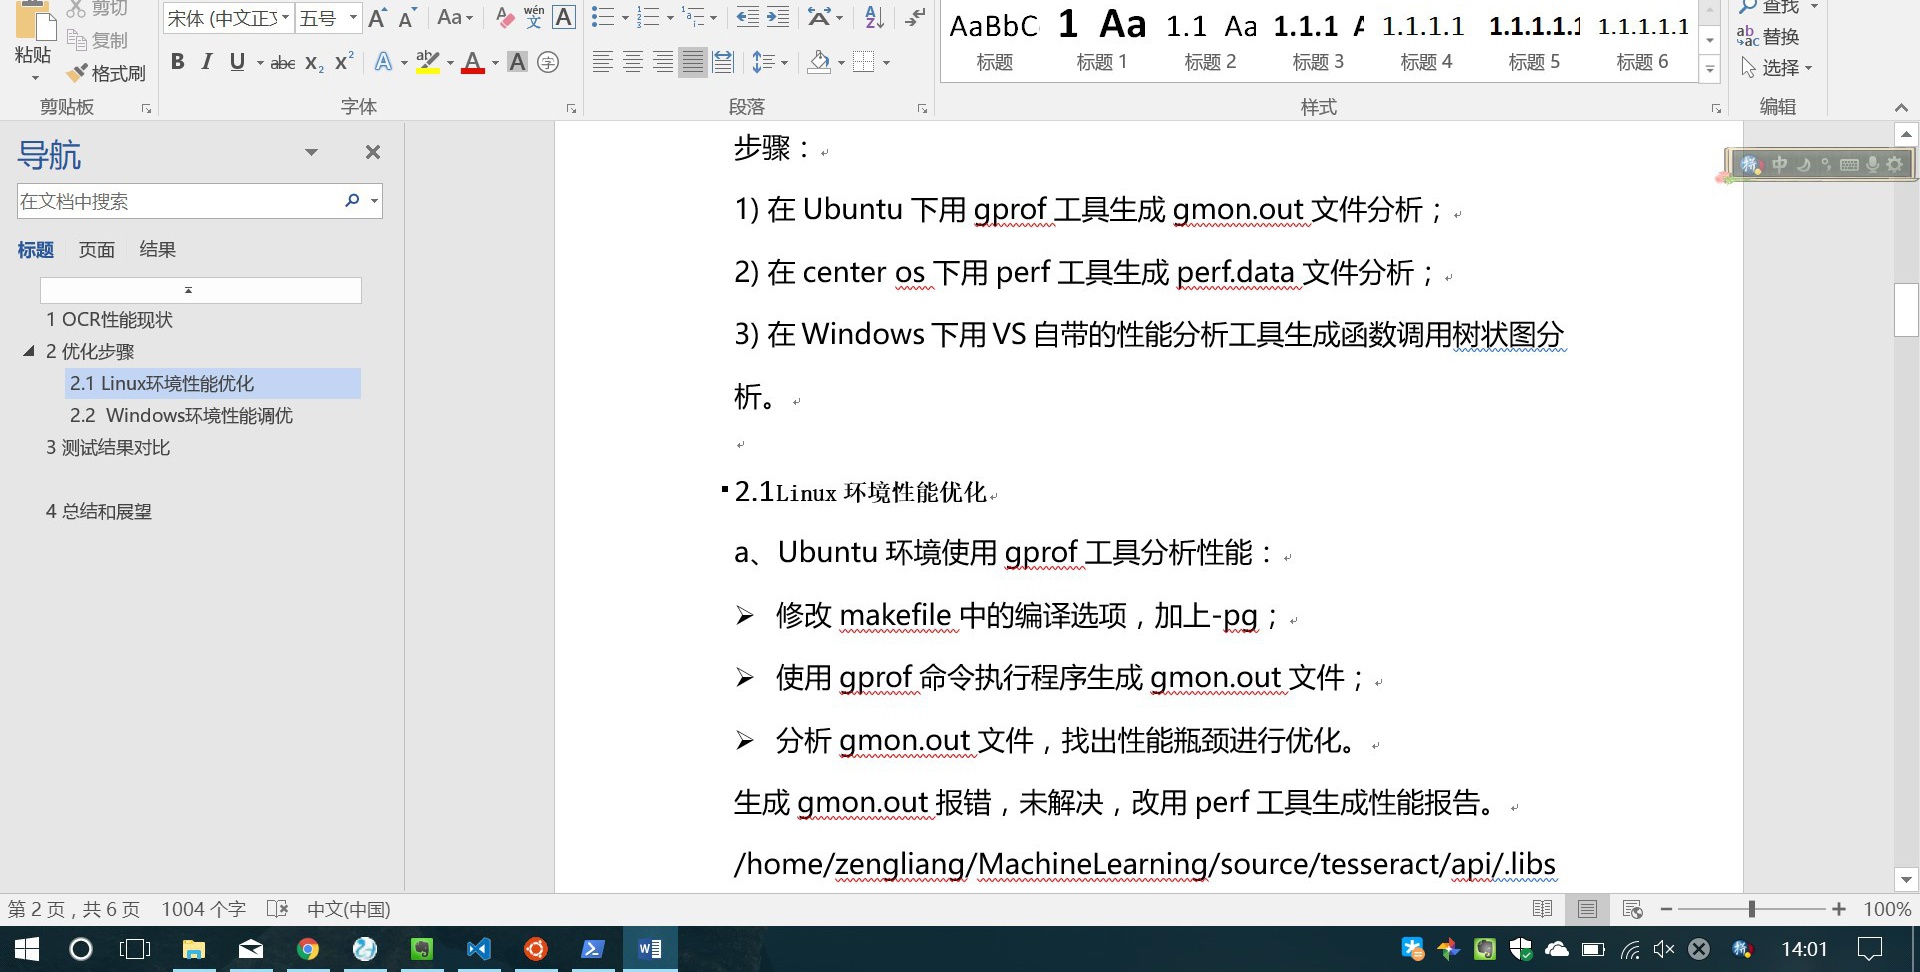 剪切
宋体 (中文正文 五号 Aa wén 文 A
复制
粘贴
格式刷
B I U abc X₂ X² A ab A A 字
AaBbC 1 Aa 1.1 Aa 1.1.1 A 1.1.1.1 1.1.1.1.1 1.1.1.1.1
标题 标题 1 标题 2 标题 3 标题 4 标题 5 标题 6
查找
替换
选择
剪贴板 字体 段落 样式 编辑
导航
在文档中搜索
标题 页面 结果
1 OCR性能现状
2 优化步骤
2.1 Linux环境性能优化
2.2 Windows环境性能调优
3 测试结果对比
4 总结和展望
步骤：
1) 在 Ubuntu 下用 gprof 工具生成 gmon.out 文件分析；
2) 在 center os 下用 perf 工具生成 perf.data 文件分析；
3) 在 Windows 下用 VS 自带的性能分析工具生成函数调用树状图分
析。
2.1Linux 环境性能优化
a、Ubuntu 环境使用 gprof 工具分析性能：
➢ 修改 makefile 中的编译选项，加上-pg；
➢ 使用 gprof 命令执行程序生成 gmon.out 文件；
➢ 分析 gmon.out 文件，找出性能瓶颈进行优化。
生成 gmon.out 报错，未解决，改用 perf 工具生成性能报告。
/home/zengliang/MachineLearning/source/tesseract/api/.libs
拼 中
第 2 页，共 6 页 1004 个字 中文(中国) 100%
14:01